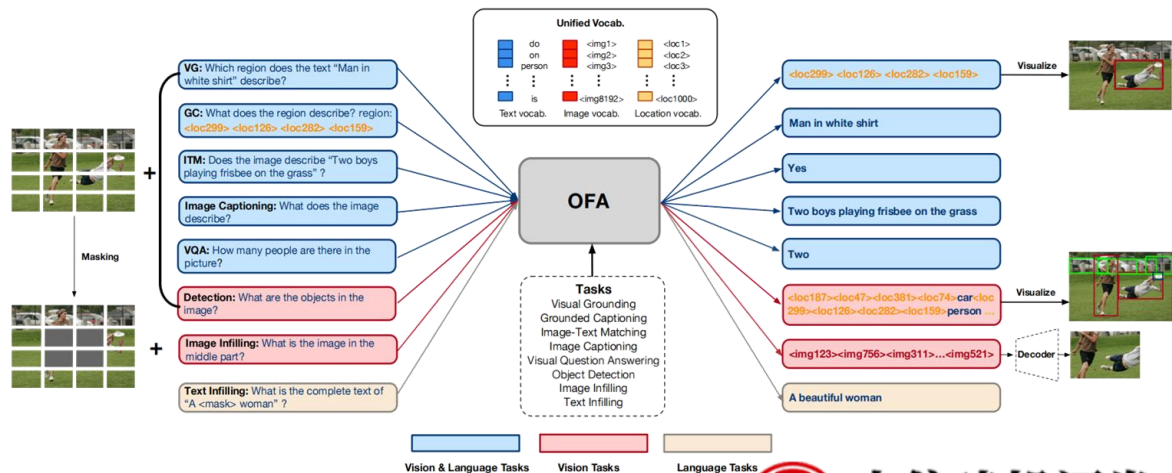 Unified Vocab.
do <img1> <loc1>
on <img2> <loc2>
person <img3> <loc3>
is <img8192> <loc1000>
Text vocab. Image vocab. Location vocab.
VG: Which region does the text “Man in
white shirt” describe?
GC: What does the region describe? region:
<loc299> <loc126> <loc282> <loc159>
ITM: Does the image describe “Two boys
playing frisbee on the grass” ?
Image Captioning: What does the image
describe?
VQA: How many people are there in the
picture?
Detection: What are the objects in the
image?
Image Infilling: What is the image in the
middle part?
Text Infilling: What is the complete text of
“A <mask> woman” ?
+
Masking
+
OFA
Tasks
Visual Grounding
Grounded Captioning
Image-Text Matching
Image Captioning
Visual Question Answering
Object Detection
Image Infilling
Text Infilling
<loc299> <loc126> <loc282> <loc159>
Visualize
Man in white shirt
Yes
Two boys playing frisbee on the grass
Two
<loc187><loc47><loc381><loc74>car<loc
299><loc126><loc282><loc159>person ...
Visualize
<img123><img756><img311>...<img521>
Decoder
A beautiful woman
Vision & Language Tasks Vision Tasks Language Tasks